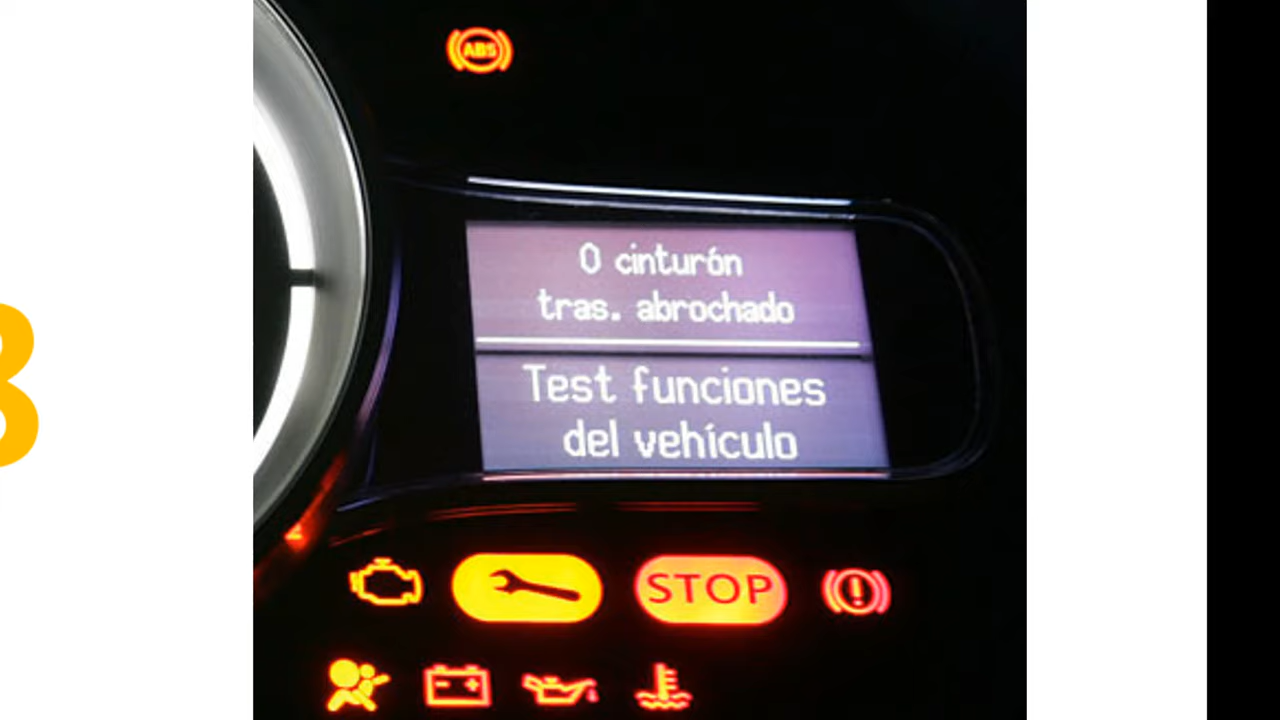 ABS
0 cinturón
tras. abrochado
Test funciones
del vehículo
STOP